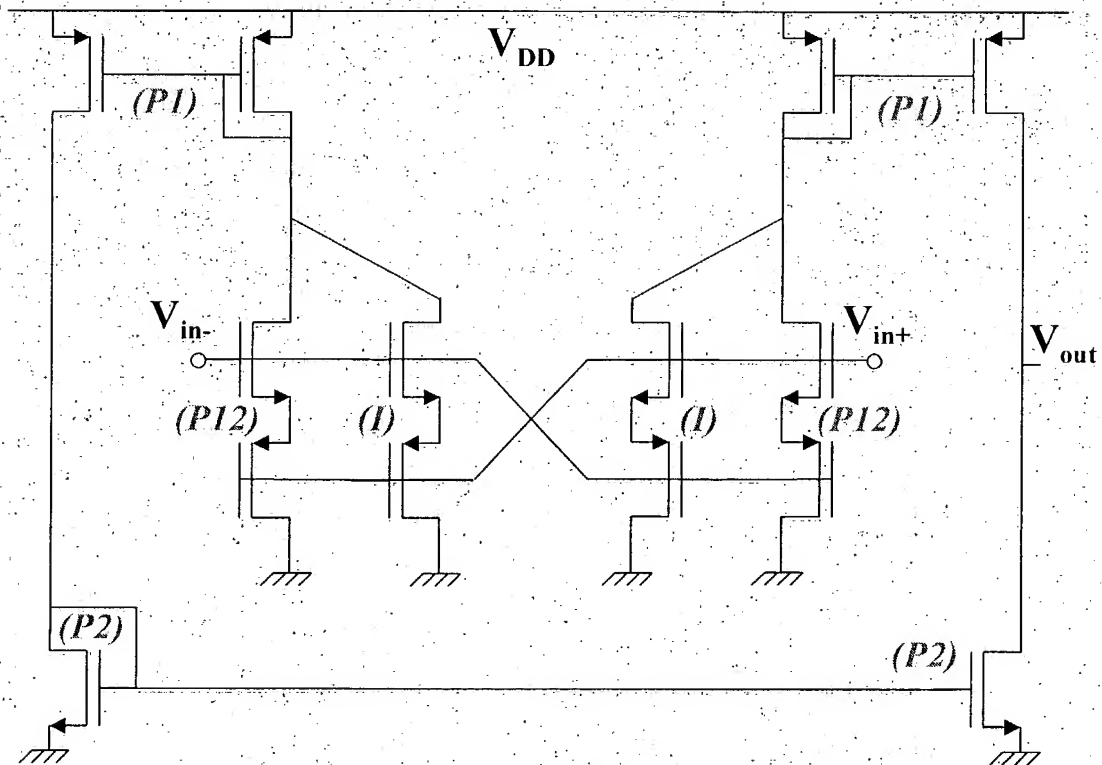 V_DD
(P1)
(P1)
V_in-
V_in+
V_out
(P12)
(I)
(I)
(P12)
(P2)
(P2)